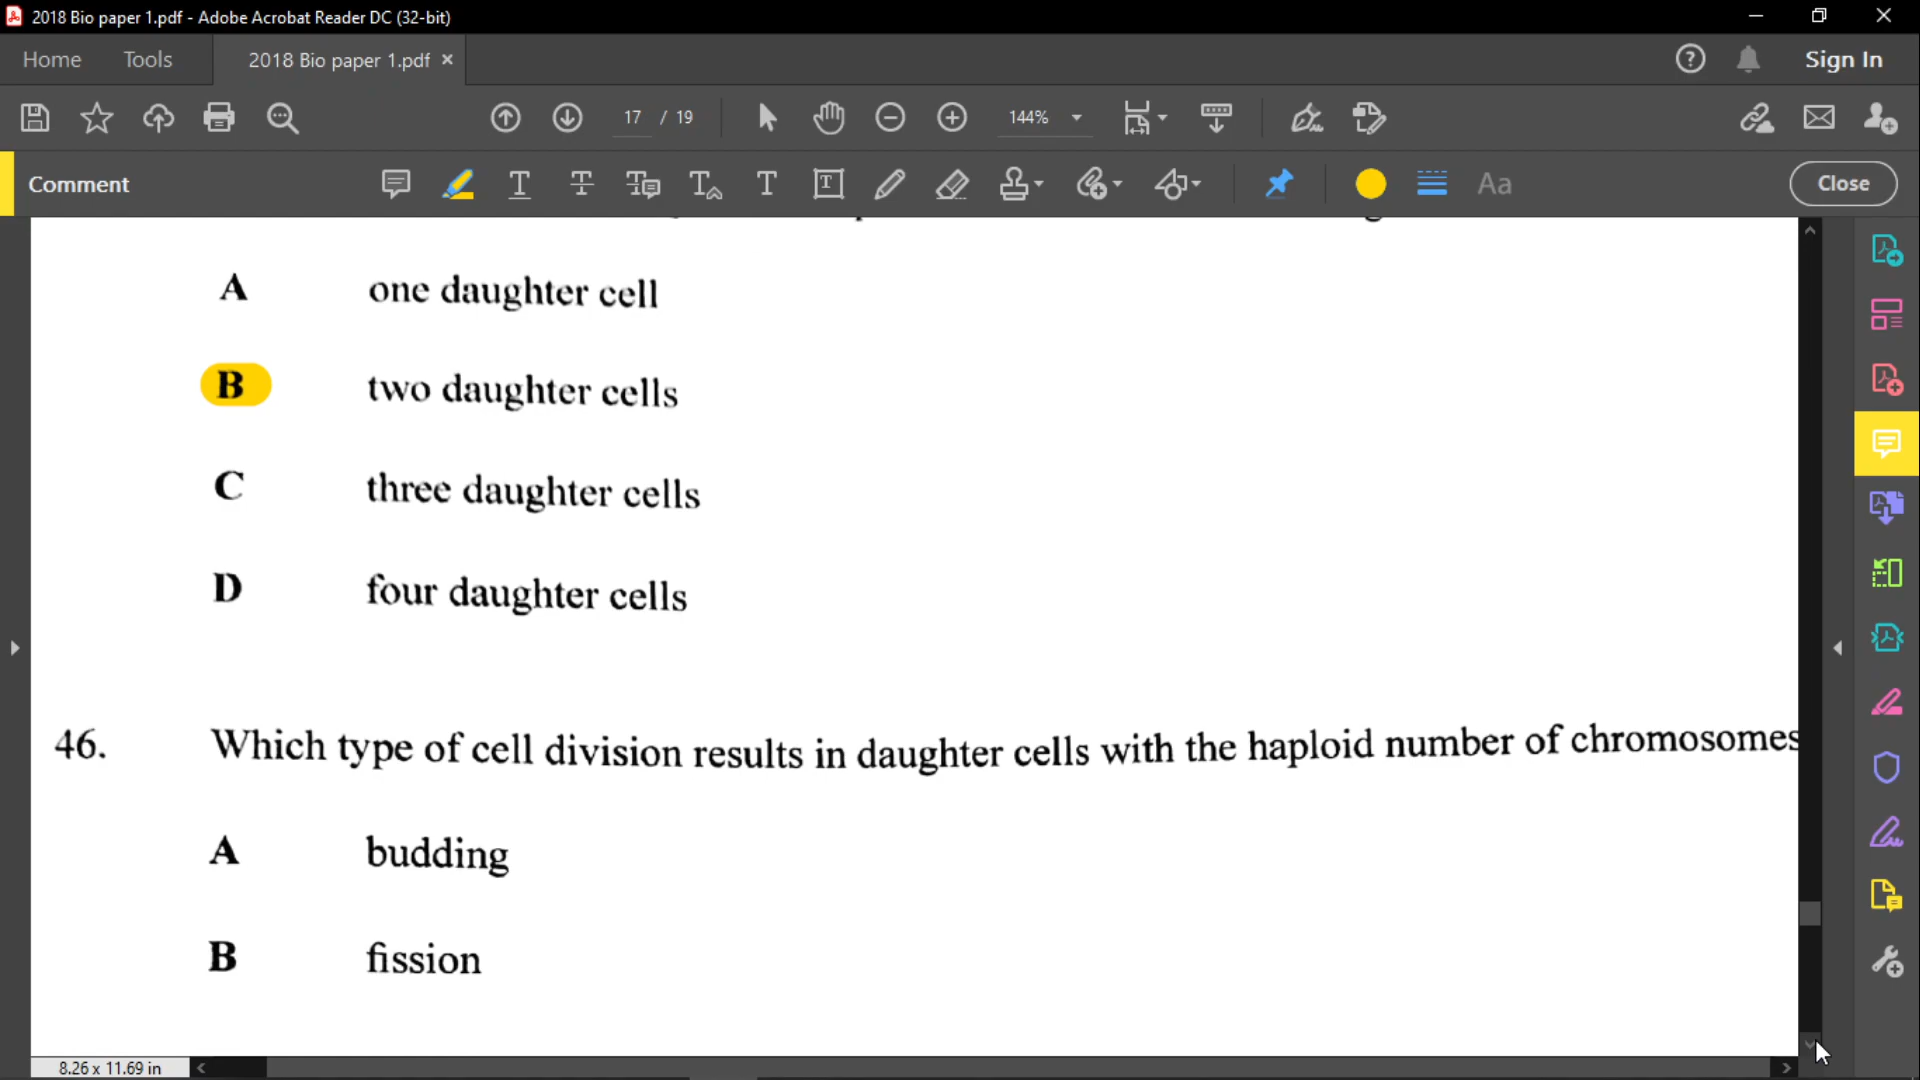 2018 Bio paper 1.pdf - Adobe Acrobat Reader DC (32-bit)
Home Tools 2018 Bio paper 1.pdf × Sign In
17 / 19 144%
Comment Aa Close
A one daughter cell
B two daughter cells
C three daughter cells
D four daughter cells
46. Which type of cell division results in daughter cells with the haploid number of chromosomes
A budding
B fission
8.26 x 11.69 in